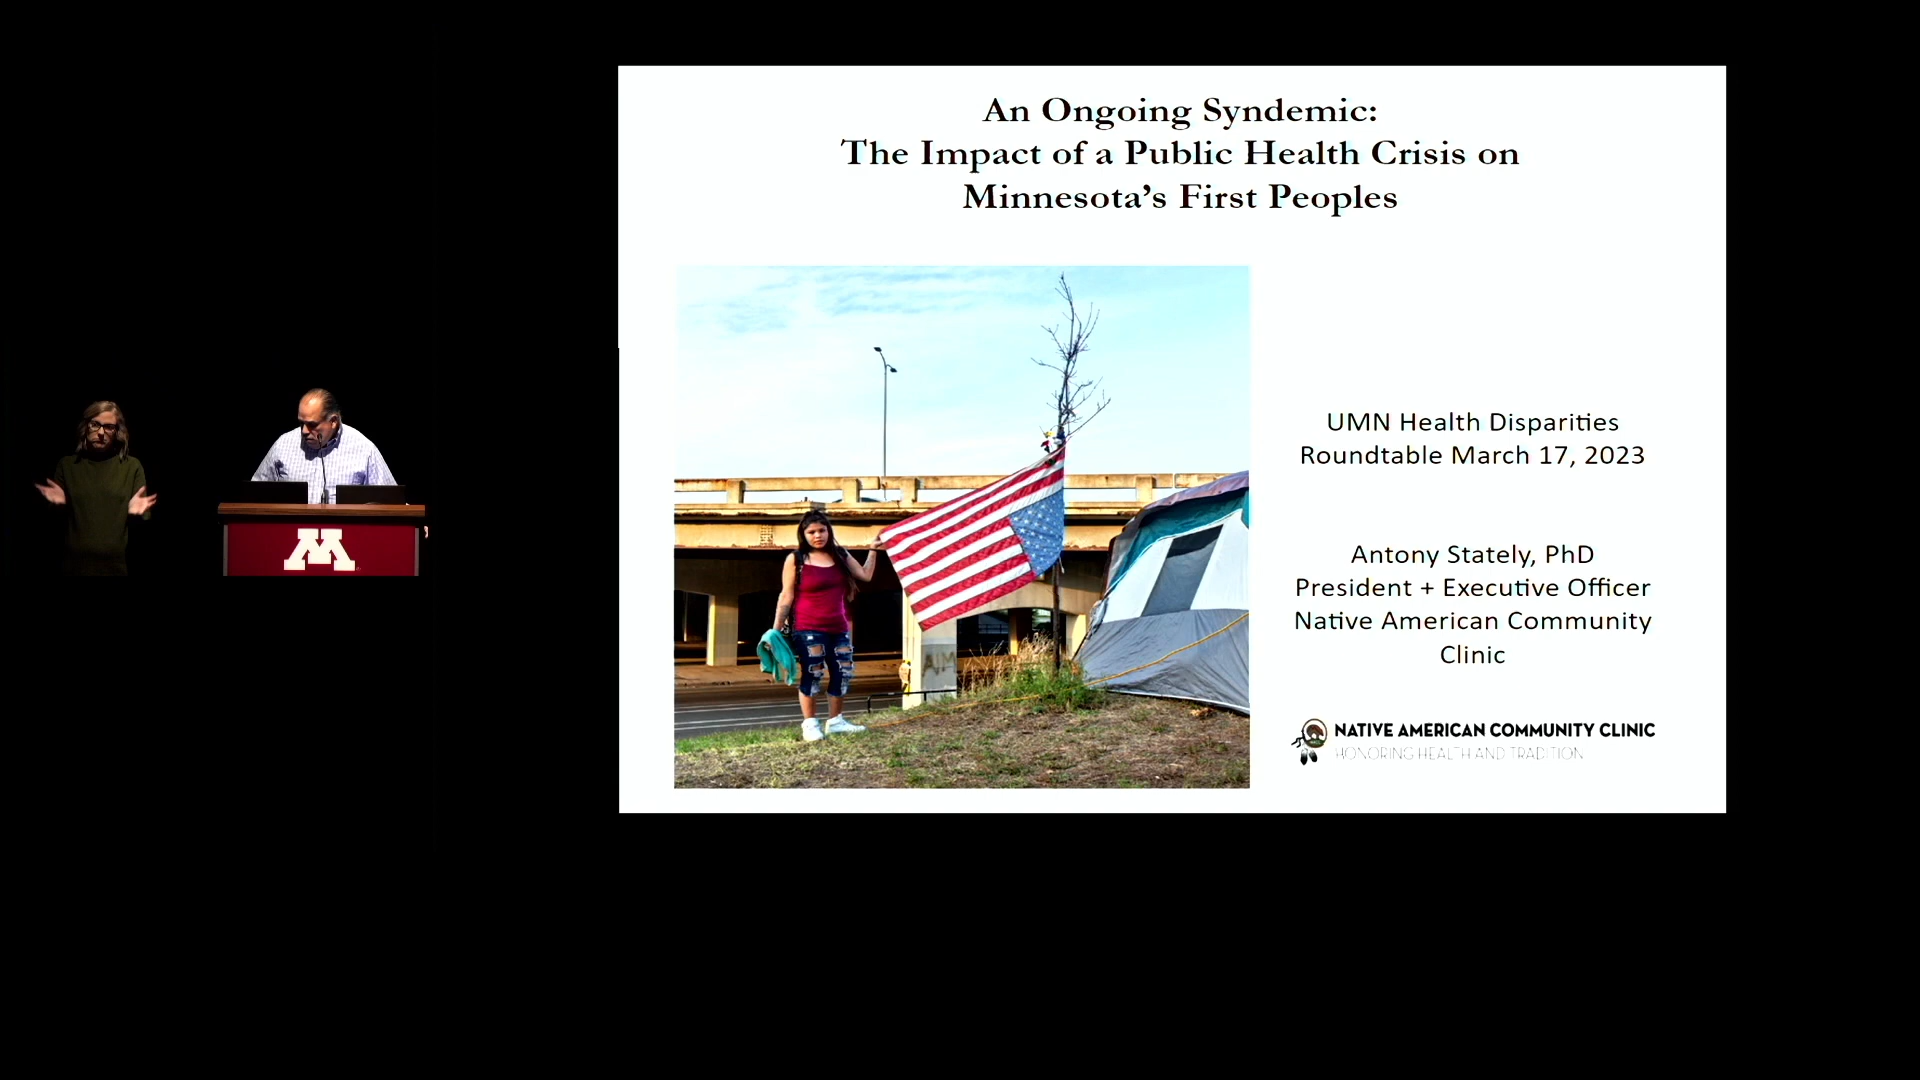 An Ongoing Syndemic:
The Impact of a Public Health Crisis on
Minnesota's First Peoples
UMN Health Disparities
Roundtable March 17, 2023
Antony Stately, PhD
President + Executive Officer
Native American Community
Clinic
NATIVE AMERICAN COMMUNITY CLINIC
HONORING HEALTH AND TRADITION
AIM
M